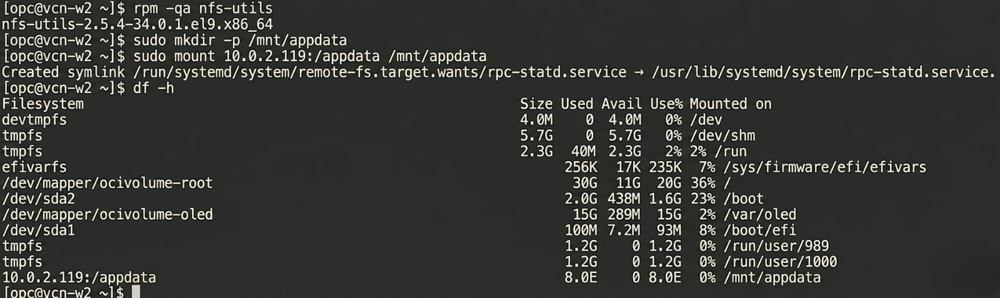 [opc@vcn-w2 ~]$ rpm -qa nfs-utils
nfs-utils-2.5.4-34.0.1.el9.x86_64
[opc@vcn-w2 ~]$ sudo mkdir -p /mnt/appdata
[opc@vcn-w2 ~]$ sudo mount 10.0.2.119:/appdata /mnt/appdata
Created symlink /run/systemd/system/remote-fs.target.wants/rpc-statd.service → /usr/lib/systemd/system/rpc-statd.service.
[opc@vcn-w2 ~]$ df -h
Filesystem Size Used Avail Use% Mounted on
devtmpfs 4.0M 0 4.0M 0% /dev
tmpfs 5.7G 0 5.7G 0% /dev/shm
tmpfs 2.3G 40M 2.3G 2% 2% /run
efivarfs 256K 17K 235K 7% /sys/firmware/efi/efivars
/dev/mapper/ocivolume-root 30G 11G 20G 36% /
/dev/sda2 2.0G 438M 1.6G 23% /boot
/dev/mapper/ocivolume-oled 15G 289M 15G 2% /var/oled
/dev/sda1 100M 7.2M 93M 8% /boot/efi
tmpfs 1.2G 0 1.2G 0% /run/user/989
tmpfs 1.2G 0 1.2G 0% /run/user/1000
10.0.2.119:/appdata 8.0E 0 8.0E 0% /mnt/appdata
[opc@vcn-w2 ~]$